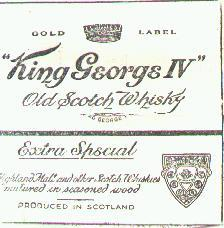 GOLD LABEL
"King George IV"
Old Scotch Whisky
Extra Special
Highland Malt and other Scotch Whiskies
matured in seasoned wood
PRODUCED IN SCOTLAND